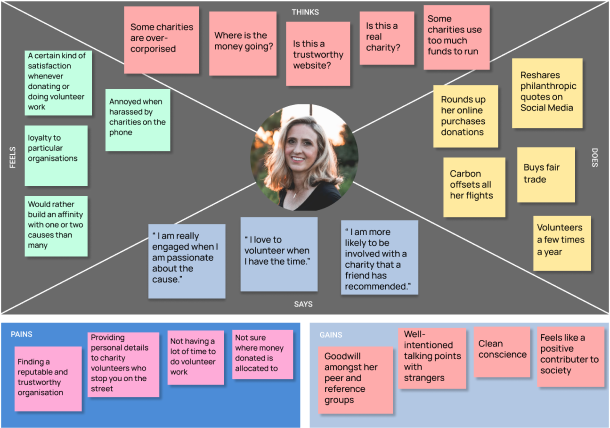 THINKS
Some charities
are over-
corporised
Where is the
money going?
Is this a
trustworthy
website?
Is this a
real
charity?
Some
charities use
too much
funds to run
FEELS
A certain kind of
satisfaction
whenever
donating or
doing volunteer
work
Annoyed when
harassed by
charities on the
phone
loyalty to
particular
organisations
Would rather
build an affinity
with one or two
causes than
many
DOES
Reshares
philanthropic
quotes on
Social Media
Rounds up
her online
purchases
donations
Carbon
offsets all
her flights
Buys fair
trade
Volunteers
a few times
a year
" I am really
engaged when I
am passionate
about the
cause."
" I love to
volunteer when
I have the time."
" I am more
likely to be
involved with a
charity that a
friend has
recommended."
SAYS
PAINS
Finding a
reputable and
trustworthy
organisation
Providing
personal details
to charity
volunteers who
stop you on the
street
Not having a
lot of time to
do volunteer
work
Not sure
where money
donated is
allocated to
GAINS
Goodwill
amongst her
peer and
reference
groups
Well-
intentioned
talking points
with
strangers
Clean
conscience
Feels like a
positive
contributer to
society